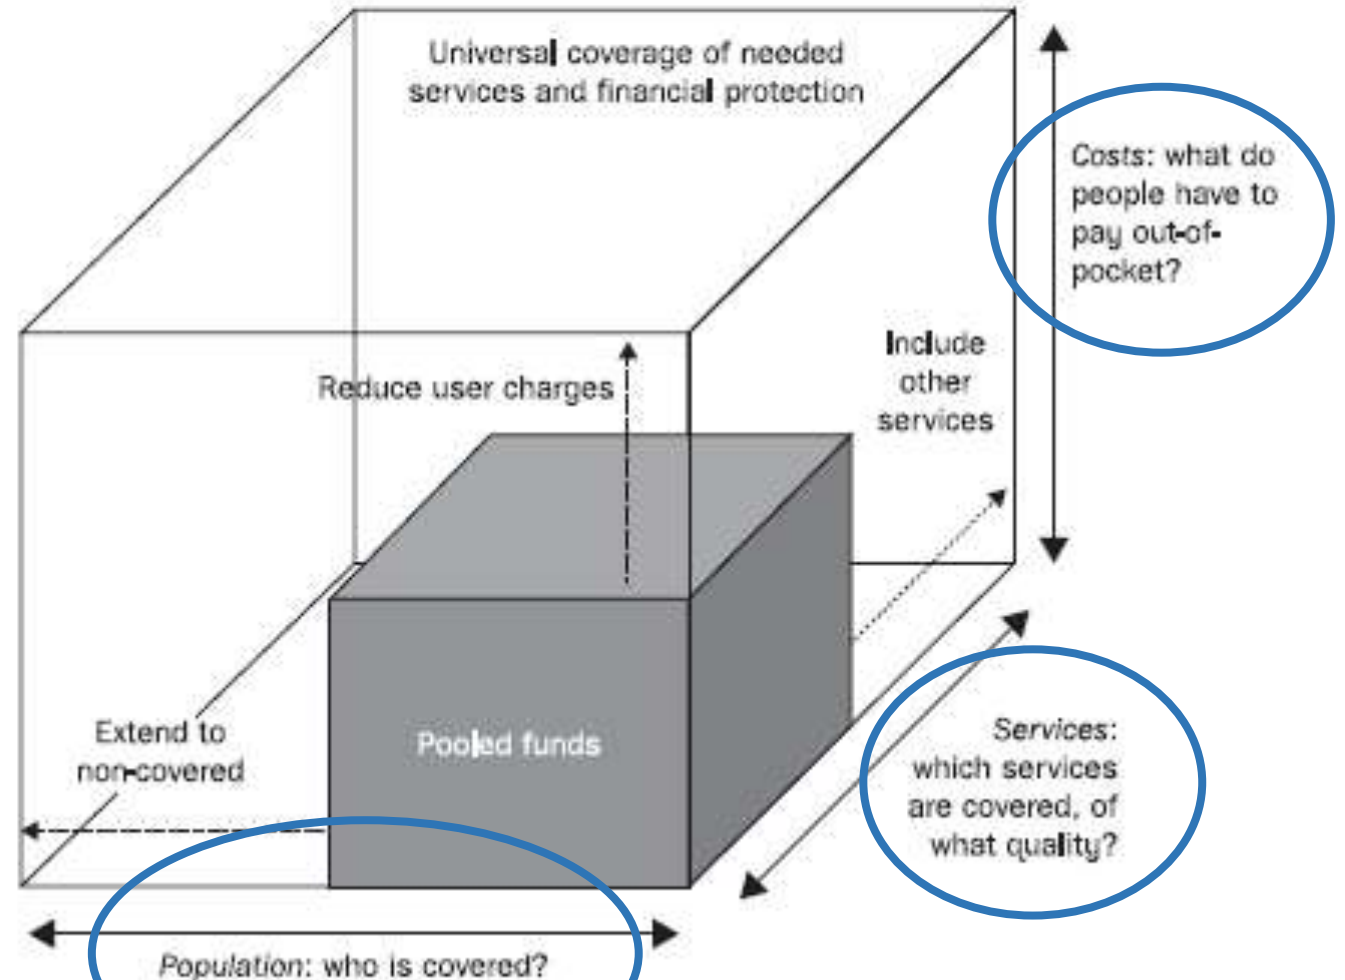 Universal coverage of needed
services and financial protection
Costs: what do
people have to
pay out-of-
pocket?
Include
other
services
Reduce user charges
Extend to
non-covered
Pooled funds
Services:
which services
are covered, of
what quality?
Population: who is covered?